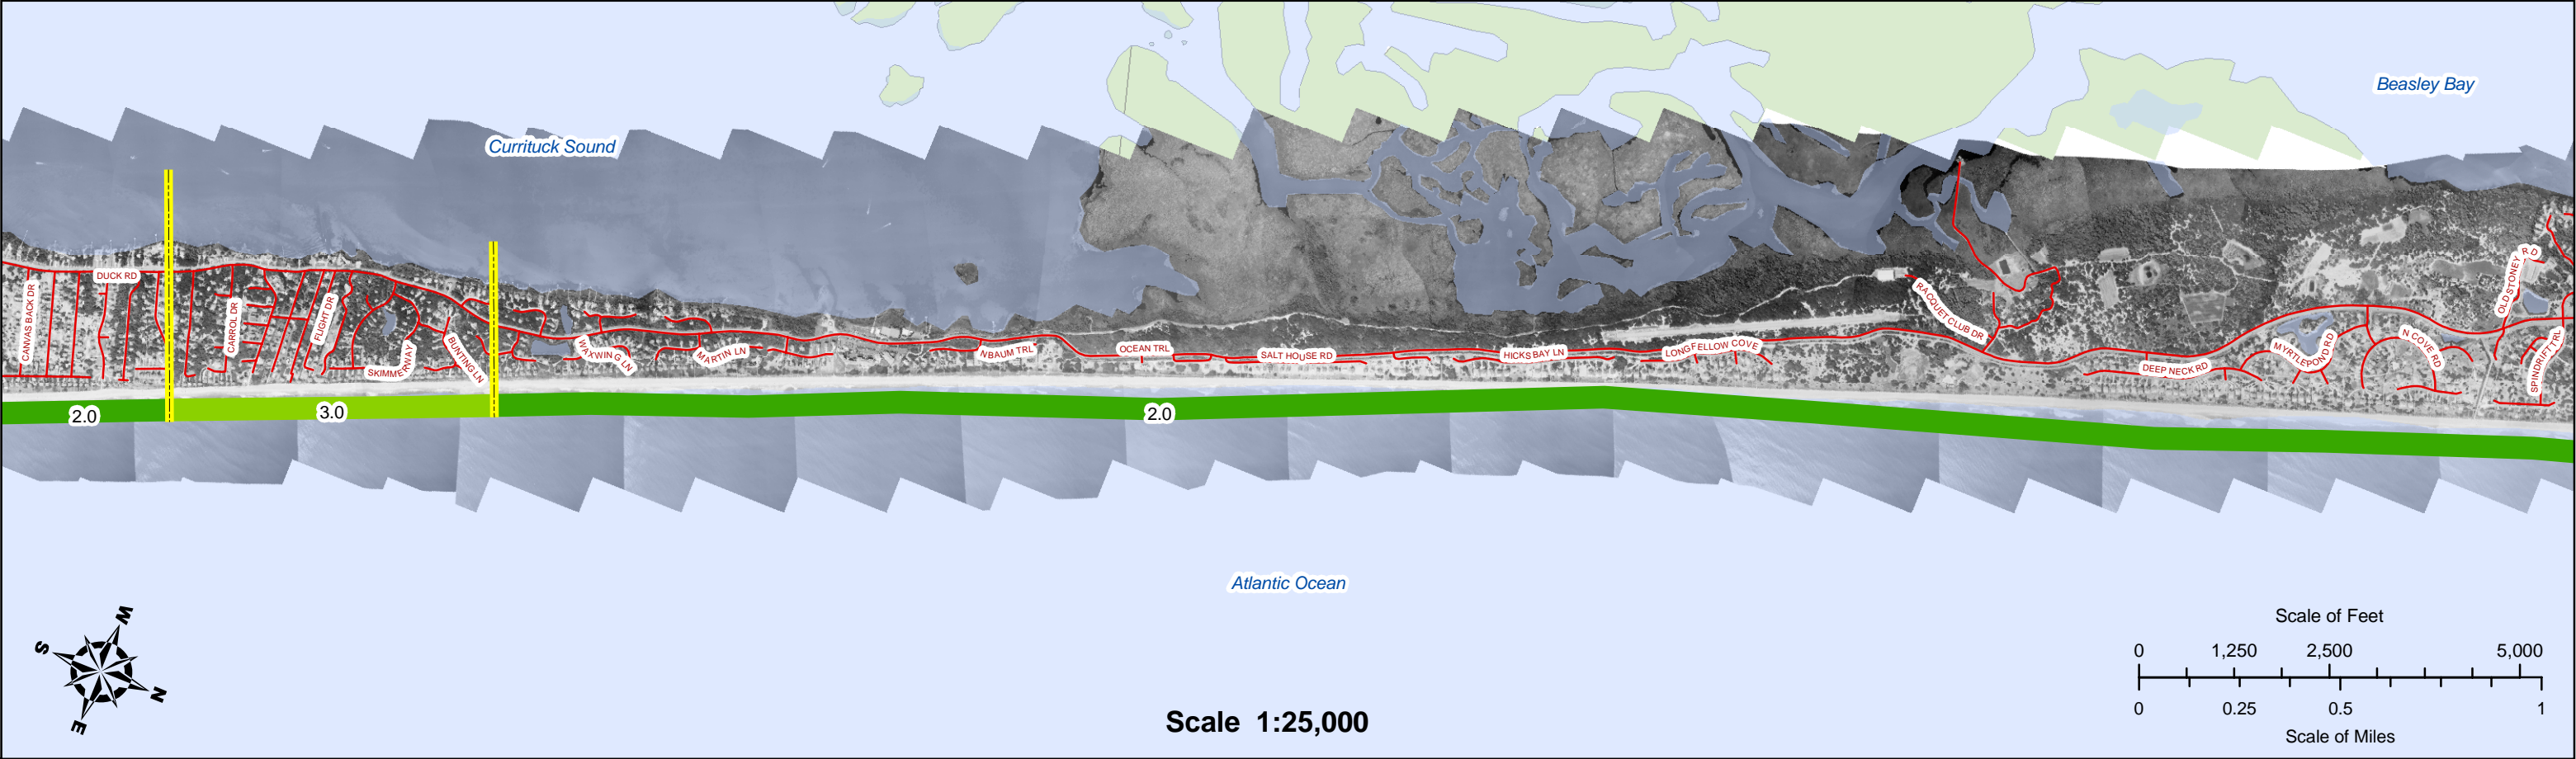 Beasley Bay
Currituck Sound
DUCK RD
CANVAS BACK DR
CARROL DR
FLIGHT DR
SKIMMERWAY
BUNTING LN
WAXWING LN
MARTIN LN
NBAUM TRL
OCEAN TRL
SALT HOUSE RD
HICKS BAY LN
LONGFELLOW COVE
RACQUET CLUB DR
DEEP NECK RD
MYRTLEPOND RD
N COVE RD
OLD STONEY RD
SPINDRIFT TRL
2.0
3.0
2.0
Atlantic Ocean
W
S
N
E
Scale 1:25,000
Scale of Feet
0 1,250 2,500 5,000
0 0.25 0.5 1
Scale of Miles